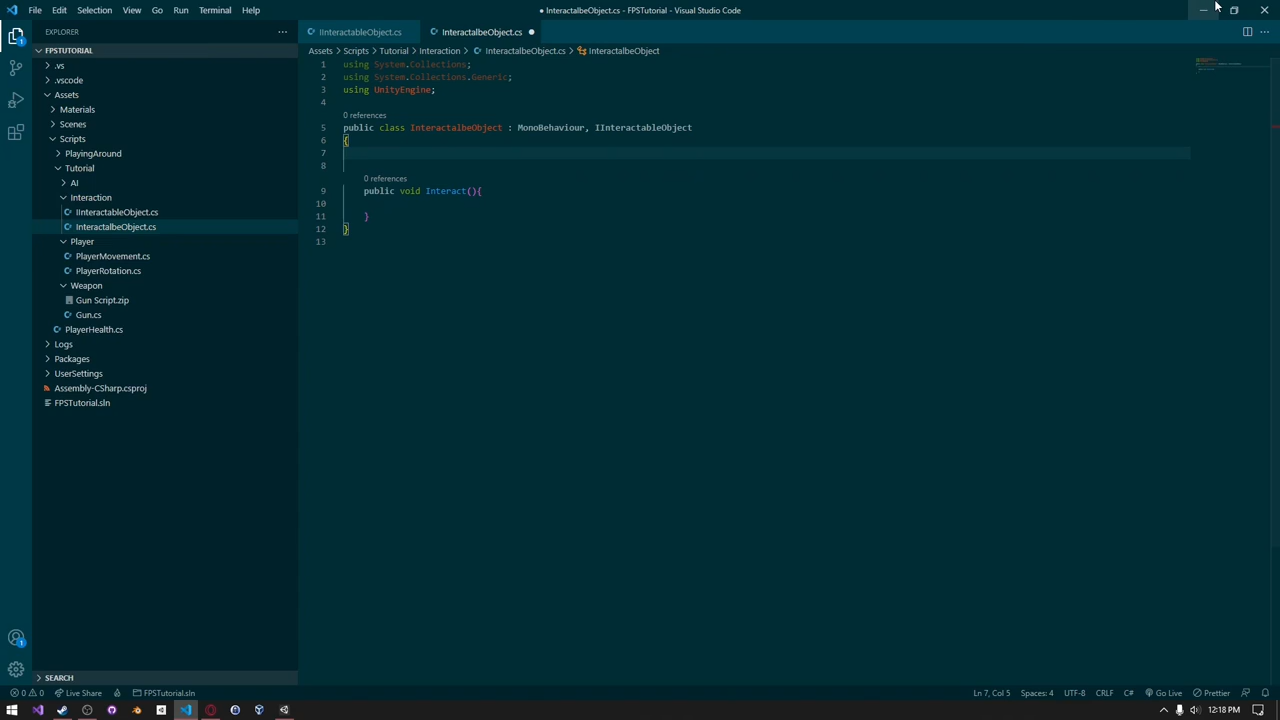 File Edit Selection View Go Run Terminal Help
● InteractalbeObject.cs - FPSTutorial - Visual Studio Code
EXPLORER
FPSTUTORIAL
.vs
.vscode
Assets
Materials
Scenes
Scripts
PlayingAround
Tutorial
AI
Interaction
IInteractableObject.cs
InteractalbeObject.cs
Player
PlayerMovement.cs
PlayerRotation.cs
Weapon
Gun Script.zip
Gun.cs
PlayerHealth.cs
Logs
Packages
UserSettings
Assembly-CSharp.csproj
FPSTutorial.sln
SEARCH
IInteractableObject.cs InteractalbeObject.cs
Assets > Scripts > Tutorial > Interaction > InteractalbeObject.cs > InteractalbeObject
1 using System.Collections;
2 using System.Collections.Generic;
3 using UnityEngine;
4
0 references
5 public class InteractalbeObject : MonoBehaviour, IInteractableObject
6 {
7
8
0 references
9 public void Interact(){
10
11 }
12 }
13
1
1
0 0 Live Share FPSTutorial.sln Ln 7, Col 5 Spaces: 4 UTF-8 CRLF C# Go Live Prettier
12:18 PM